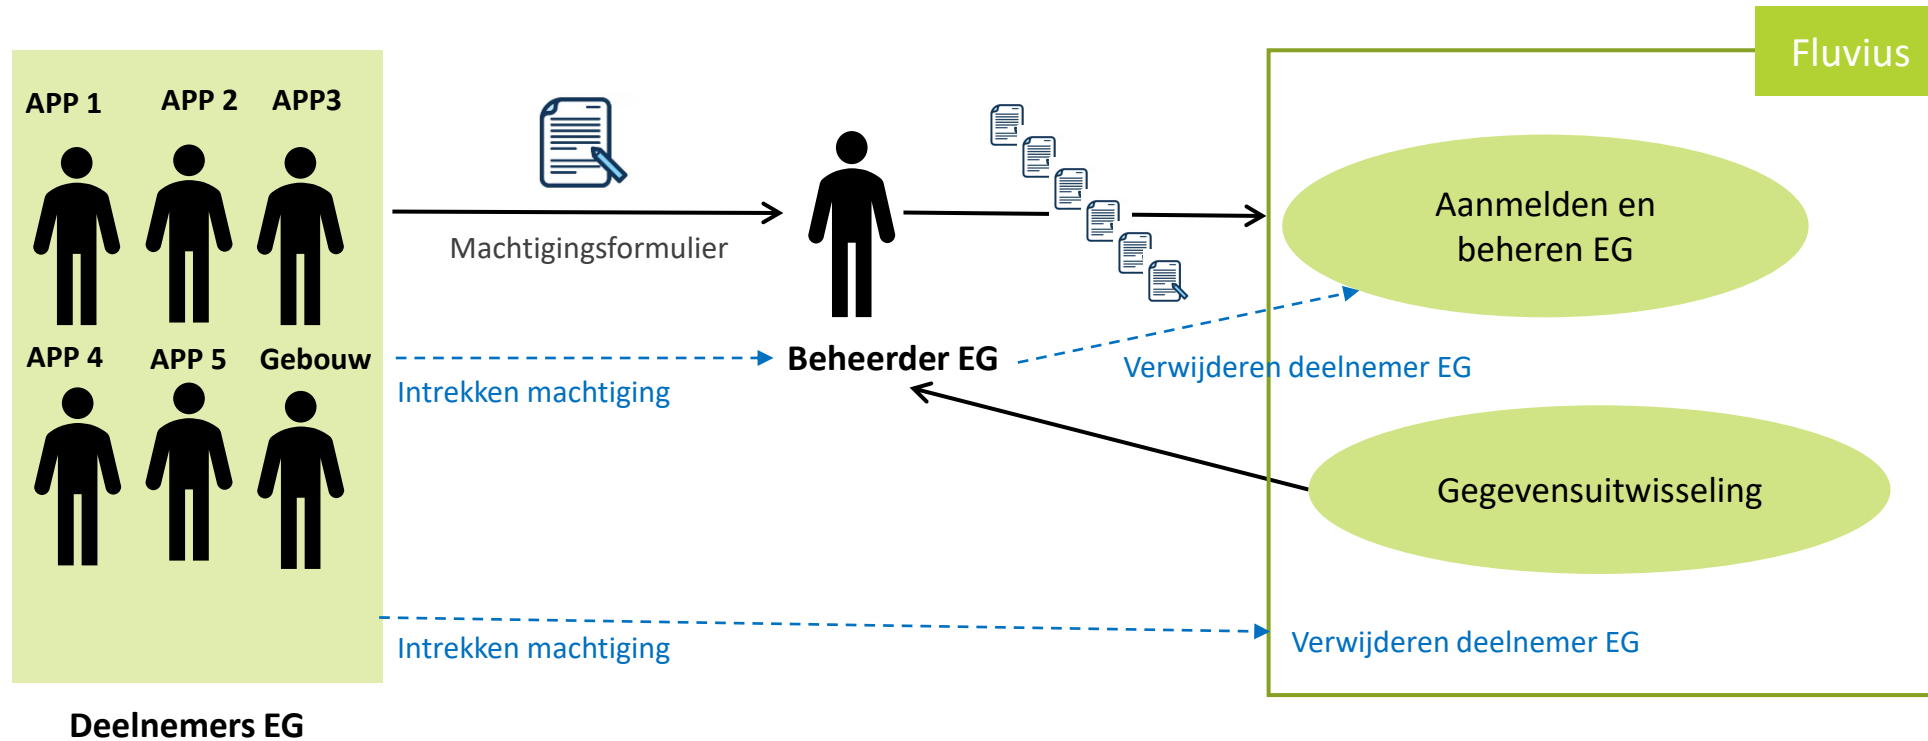 Fluvius
APP 1
APP 2
APP3
Machtigingsformulier
Aanmelden en
beheren EG
APP 4
APP 5
Gebouw
Beheerder EG
Intrekken machtiging
Verwijderen deelnemer EG
Gegevensuitwisseling
Intrekken machtiging
Verwijderen deelnemer EG
Deelnemers EG